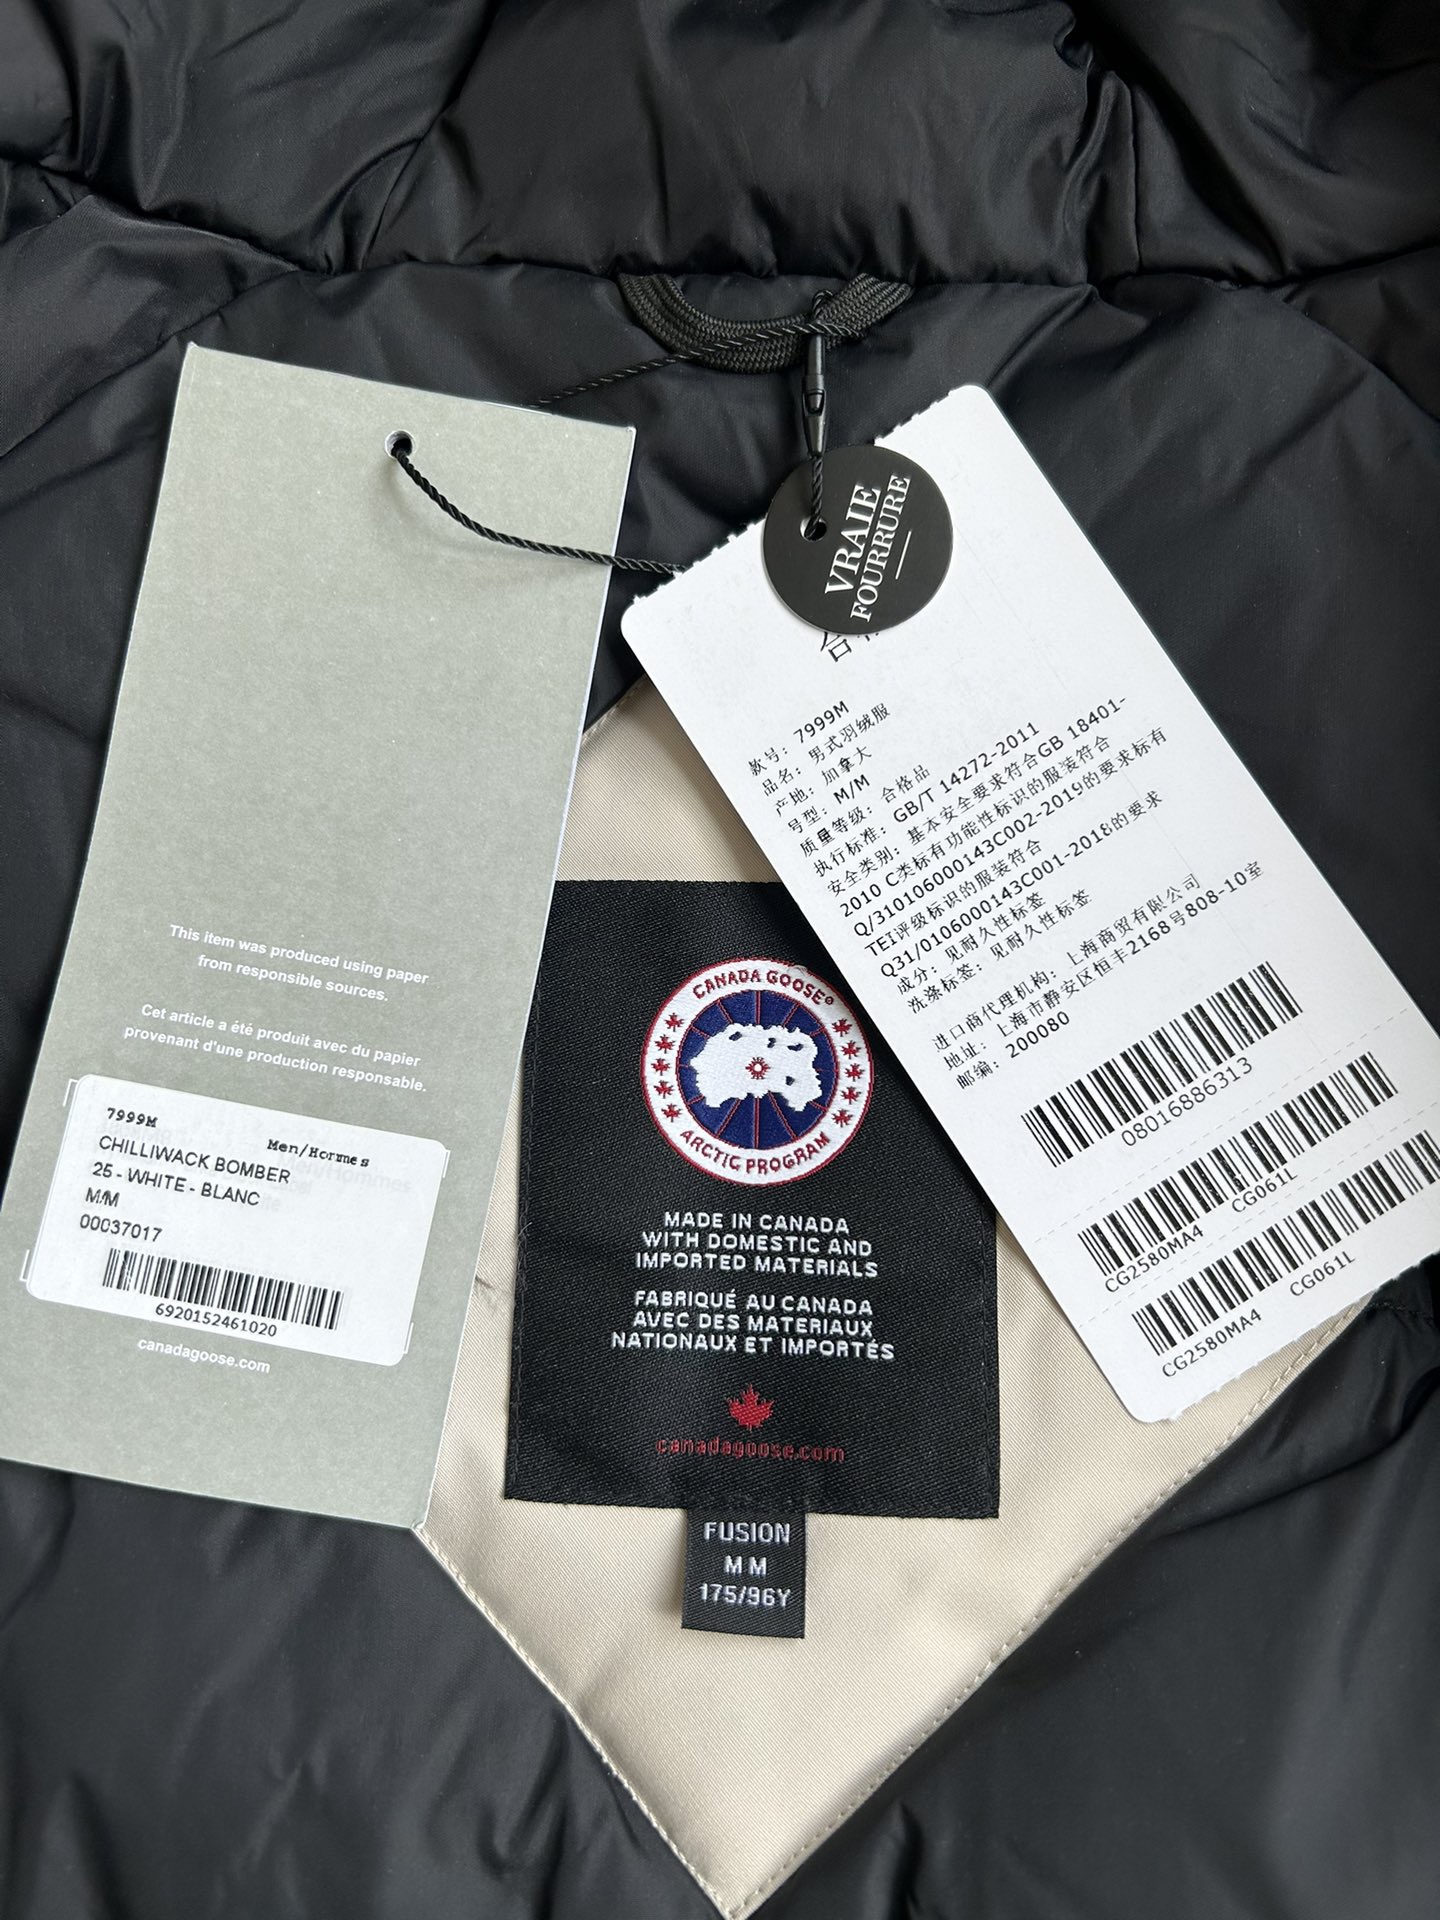 This item was produced using paper
from responsible sources.
Cet article a été produit avec du papier
provenant d'une production responsable.
7999M
Men/Hommes
CHILLIWACK BOMBER
25 - WHITE - BLANC
M/M
00037017
6920152461020
canadagoose.com
VRAIE
FOURRURE
合
款号：7999M
品名：男式羽绒服
产地：加拿大
号型：M/M
质量等级：合格品
执行标准：GB/T 14272-2011
安全类别：基本安全要求符合GB 18401-
2010 C类标有功能性标识的服装符合
Q/310106000143C002-2019的要求标有
TEI评级标识的服装符合
Q31/0106000143C001-2018的要求
成分：见耐久性标签
洗涤标签：见耐久性标签
进口商代理机构：上海商贸有限公司
地址：上海市静安区恒丰2168号808-10室
邮编：200080
08016886313
CG2580MA4 CG061L
CG2580MA4 CG061L
CANADA GOOSE®
ARCTIC PROGRAM
MADE IN CANADA
WITH DOMESTIC AND
IMPORTED MATERIALS
FABRIQUÉ AU CANADA
AVEC DES MATERIAUX
NATIONAUX ET IMPORTÉS
canadagoose.com
FUSION
M M
175/96Y